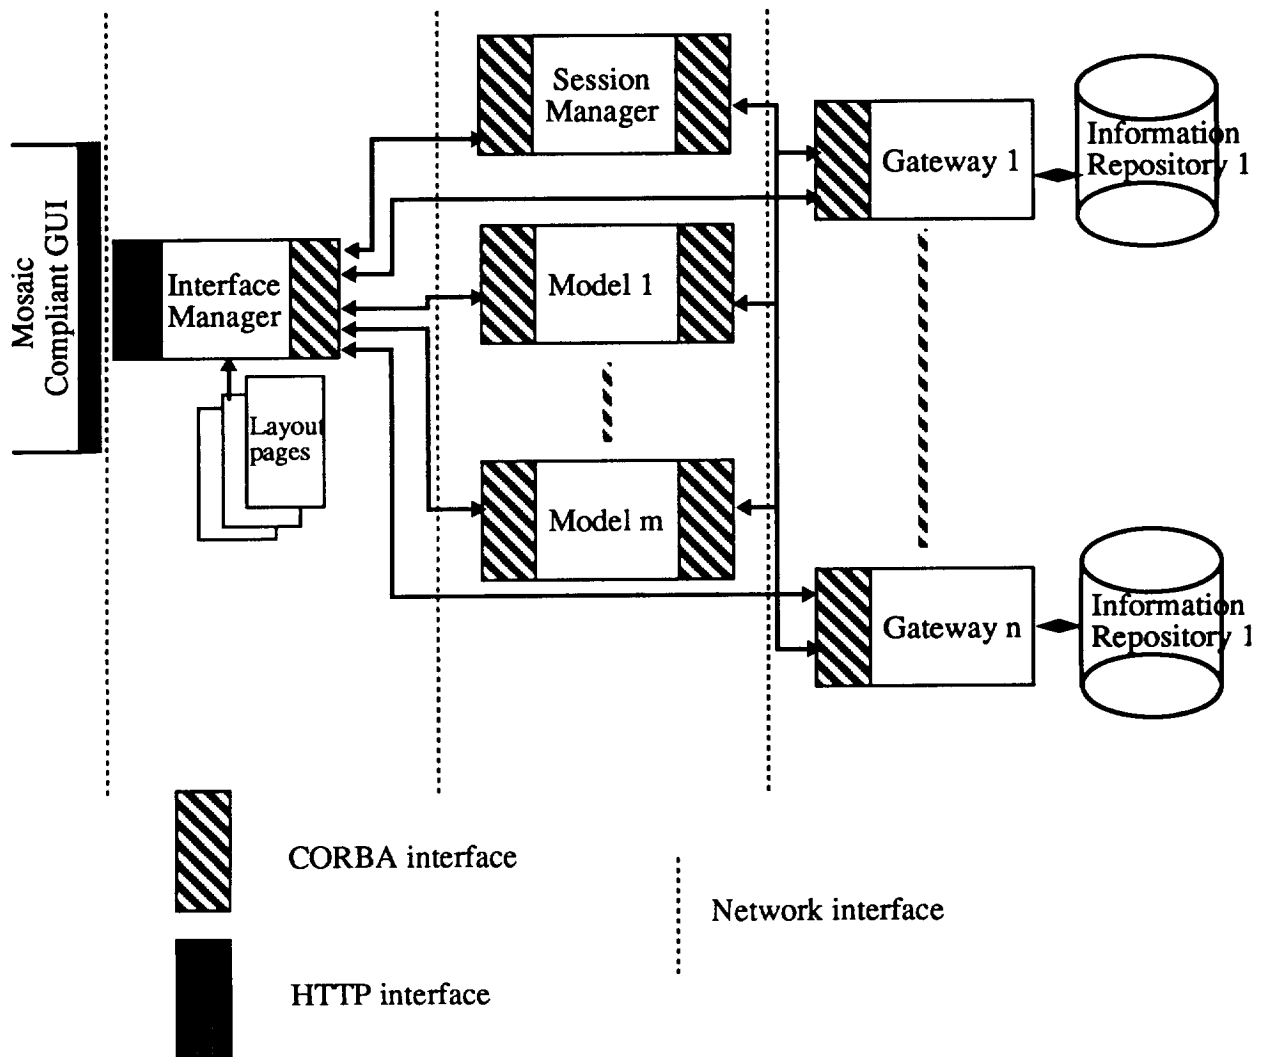 Mosaic
Compliant GUI
Interface
Manager
Layout
pages
Session
Manager
Model 1
Model m
Gateway 1
Information
Repository 1
Gateway n
Information
Repository 1
CORBA interface
Network interface
HTTP interface